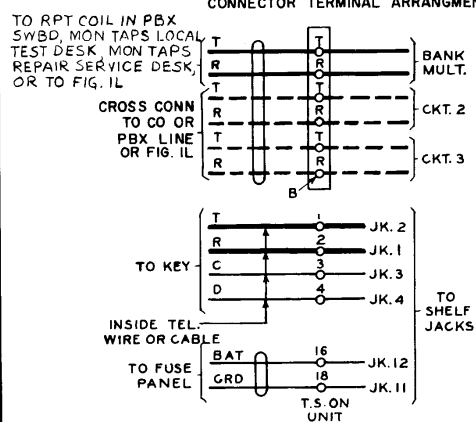 CONNECTOR TERMINAL ARRANGMEN
TO RPT COIL IN PBX
SWBD, MON TAPS LOCAL
TEST DESK, MON TAPS
REPAIR SERVICE DESK,
OR TO FIG. 1L
T T
R R
BANK
MULT.
CROSS CONN
TO CO OR
PBX LINE
OR FIG. 1L
T T
R R
CKT. 2
T T
R R
CKT. 3
B
TO KEY
T 1 JK. 2
R 2 JK. 1
C 3 JK. 3
D 4 JK. 4
INSIDE TEL.
WIRE OR CABLE
TO
SHELF
JACKS
TO FUSE
PANEL
BAT 16 JK. 12
GRD 18 JK. 11
T.S. ON
UNIT